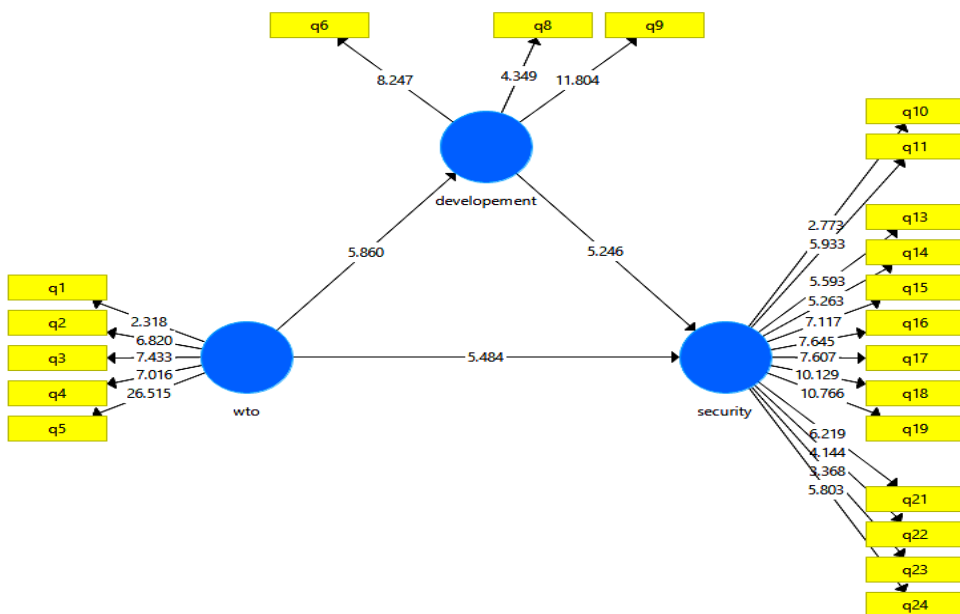 q6
q8
q9
8.247
4.349
11.804
developement
5.860
5.246
q1
q2
q3
q4
q5
2.318
6.820
7.433
7.016
26.515
wto
5.484
security
2.773
5.933
5.593
5.263
7.117
7.645
7.607
10.129
10.766
6.219
4.144
3.368
5.803
q10
q11
q13
q14
q15
q16
q17
q18
q19
q21
q22
q23
q24